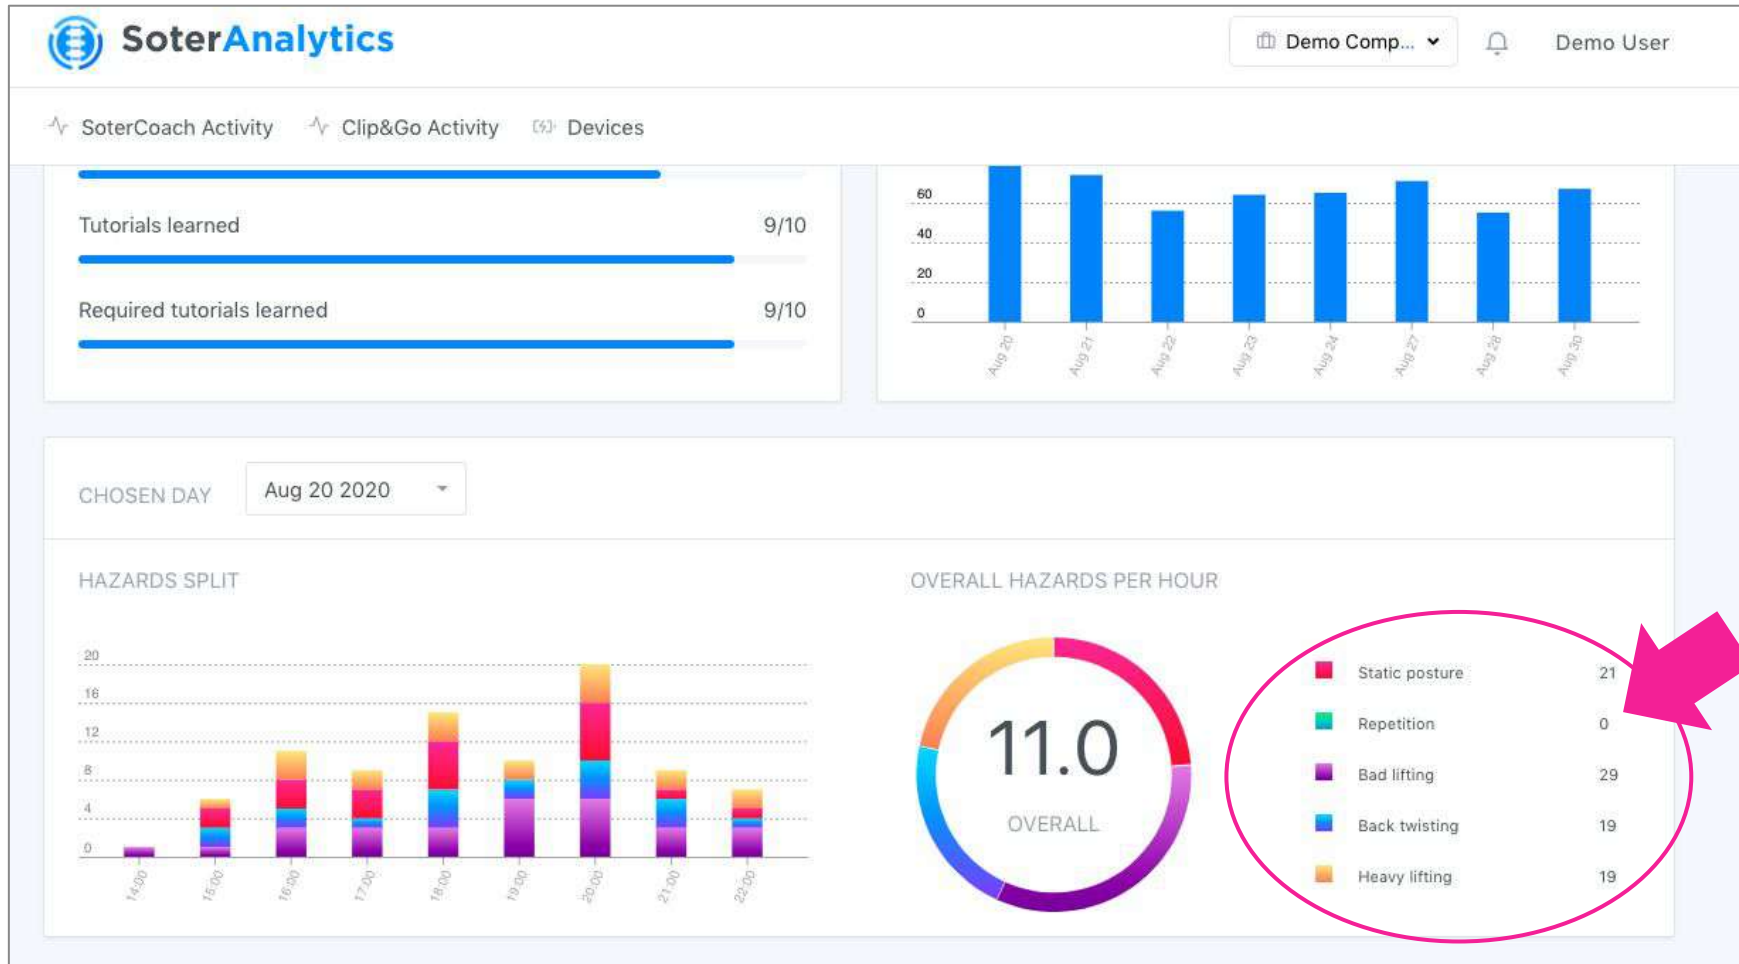 SoterAnalytics
Demo Comp...
Demo User
SoterCoach Activity
Clip&Go Activity
Devices
Tutorials learned
9/10
Required tutorials learned
9/10
60
40
20
0
Aug 20
Aug 21
Aug 22
Aug 23
Aug 24
Aug 27
Aug 28
Aug 30
CHOSEN DAY
Aug 20 2020
HAZARDS SPLIT
20
16
12
8
4
0
14:00
15:00
16:00
17:00
18:00
19:00
20:00
21:00
22:00
OVERALL HAZARDS PER HOUR
11.0
OVERALL
Static posture 21
Repetition 0
Bad lifting 29
Back twisting 19
Heavy lifting 19